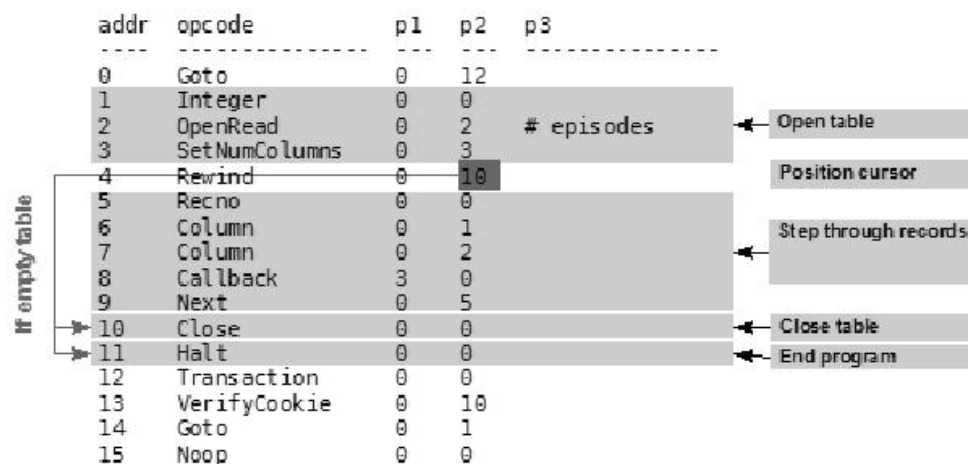 addr opcode p1 p2 p3
---- --------------- --- --- ---------------
0 Goto 0 12
1 Integer 0 0
2 OpenRead 0 2 # episodes
3 SetNumColumns 0 3
4 Rewind 0 10
5 Recno 0 0
6 Column 0 1
7 Column 0 2
8 Callback 3 0
9 Next 0 5
10 Close 0 0
11 Halt 0 0
12 Transaction 0 0
13 VerifyCookie 0 10
14 Goto 0 1
15 Noop 0 0
If empty table
Open table
Position cursor
Step through records
Close table
End program